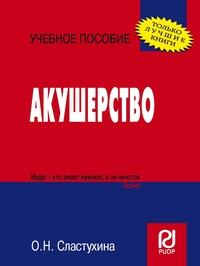 УЧЕБНОЕ ПОСОБИЕ
ТОЛЬКО
ЛУЧШИЕ
КНИГИ
АКУШЕРСТВО
Мудр – кто знает нужное, а не многое
Эсхил
О.Н. Сластухина
РИОР